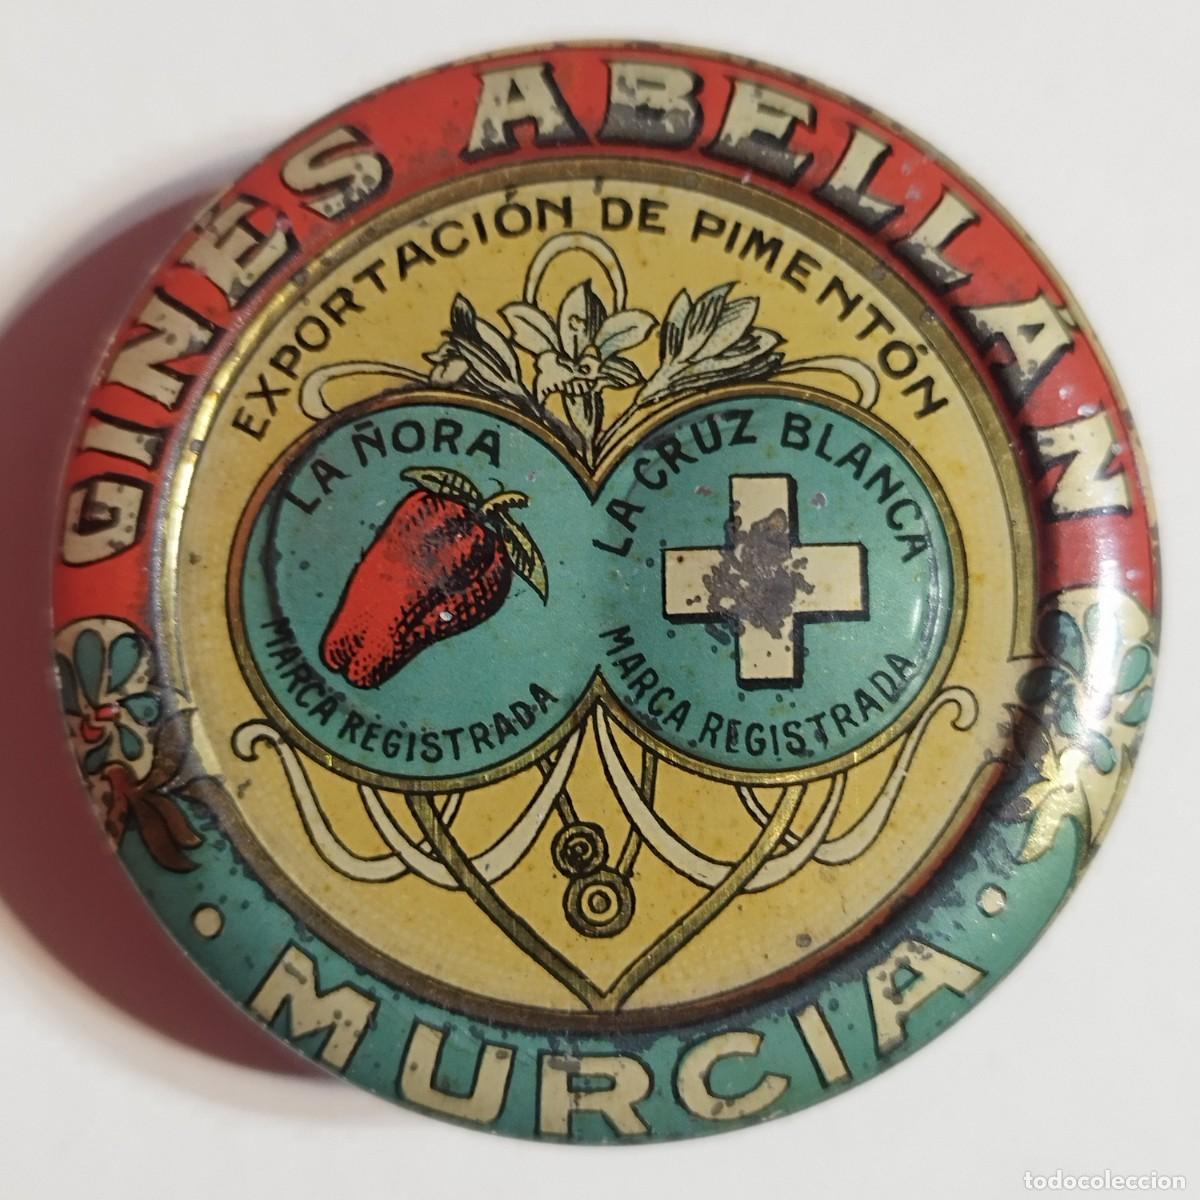 GINÉS ABELLÁN
EXPORTACIÓN DE PIMENTÓN
LA ÑORA
MARCA REGISTRADA
LA CRUZ BLANCA
MARCA REGISTRADA
· MURCIA ·
todocoleccion